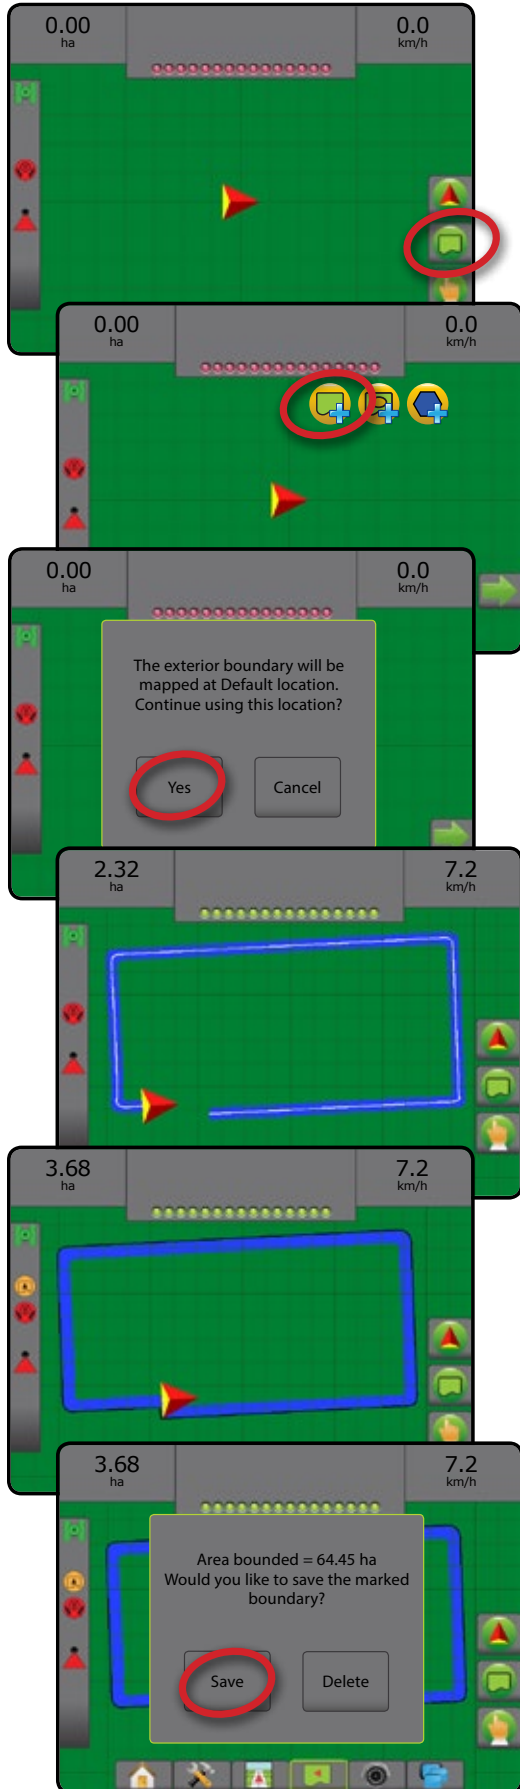 0.00
ha
0.0
km/h
0.00
ha
0.0
km/h
0.00
ha
0.0
km/h
The exterior boundary will be
mapped at Default location.
Continue using this location?
Yes
Cancel
2.32
ha
7.2
km/h
3.68
ha
7.2
km/h
3.68
ha
7.2
km/h
Area bounded = 64.45 ha
Would you like to save the marked
boundary?
Save
Delete